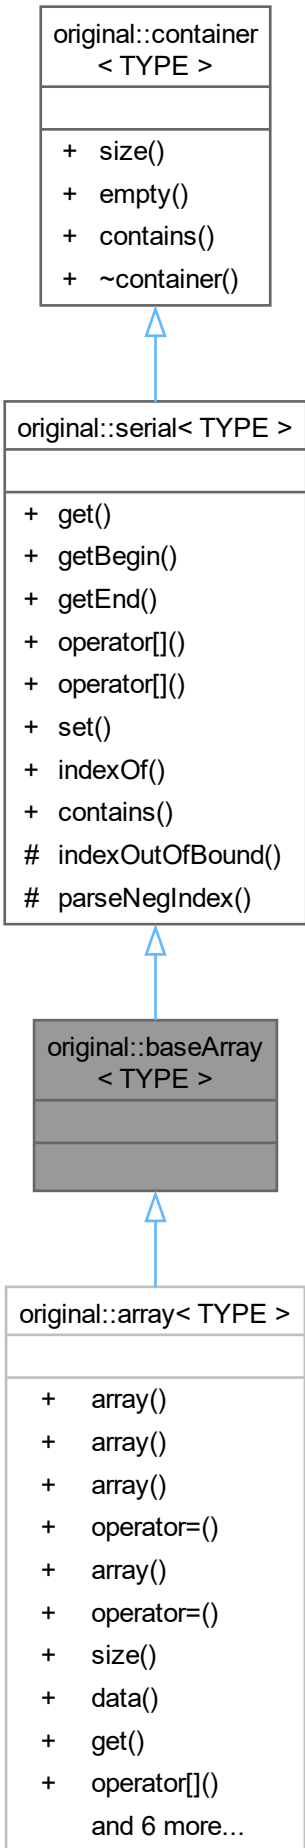 original::container
< TYPE >
+ size()
+ empty()
+ contains()
+ ~container()
original::serial< TYPE >
+ get()
+ getBegin()
+ getEnd()
+ operator[]()
+ operator[]()
+ set()
+ indexOf()
+ contains()
# indexOutOfBound()
# parseNegIndex()
original::baseArray
< TYPE >
original::array< TYPE >
+ array()
+ array()
+ array()
+ operator=()
+ array()
+ operator=()
+ size()
+ data()
+ get()
+ operator[]()
and 6 more...